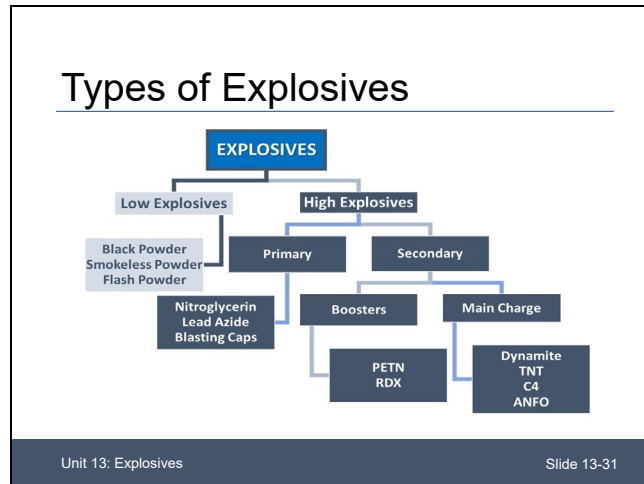 Types of Explosives
EXPLOSIVES
Low Explosives
High Explosives
Black Powder
Smokeless Powder
Flash Powder
Primary
Secondary
Nitroglycerin
Lead Azide
Blasting Caps
Boosters
Main Charge
PETN
RDX
Dynamite
TNT
C4
ANFO
Unit 13: Explosives
Slide 13-31